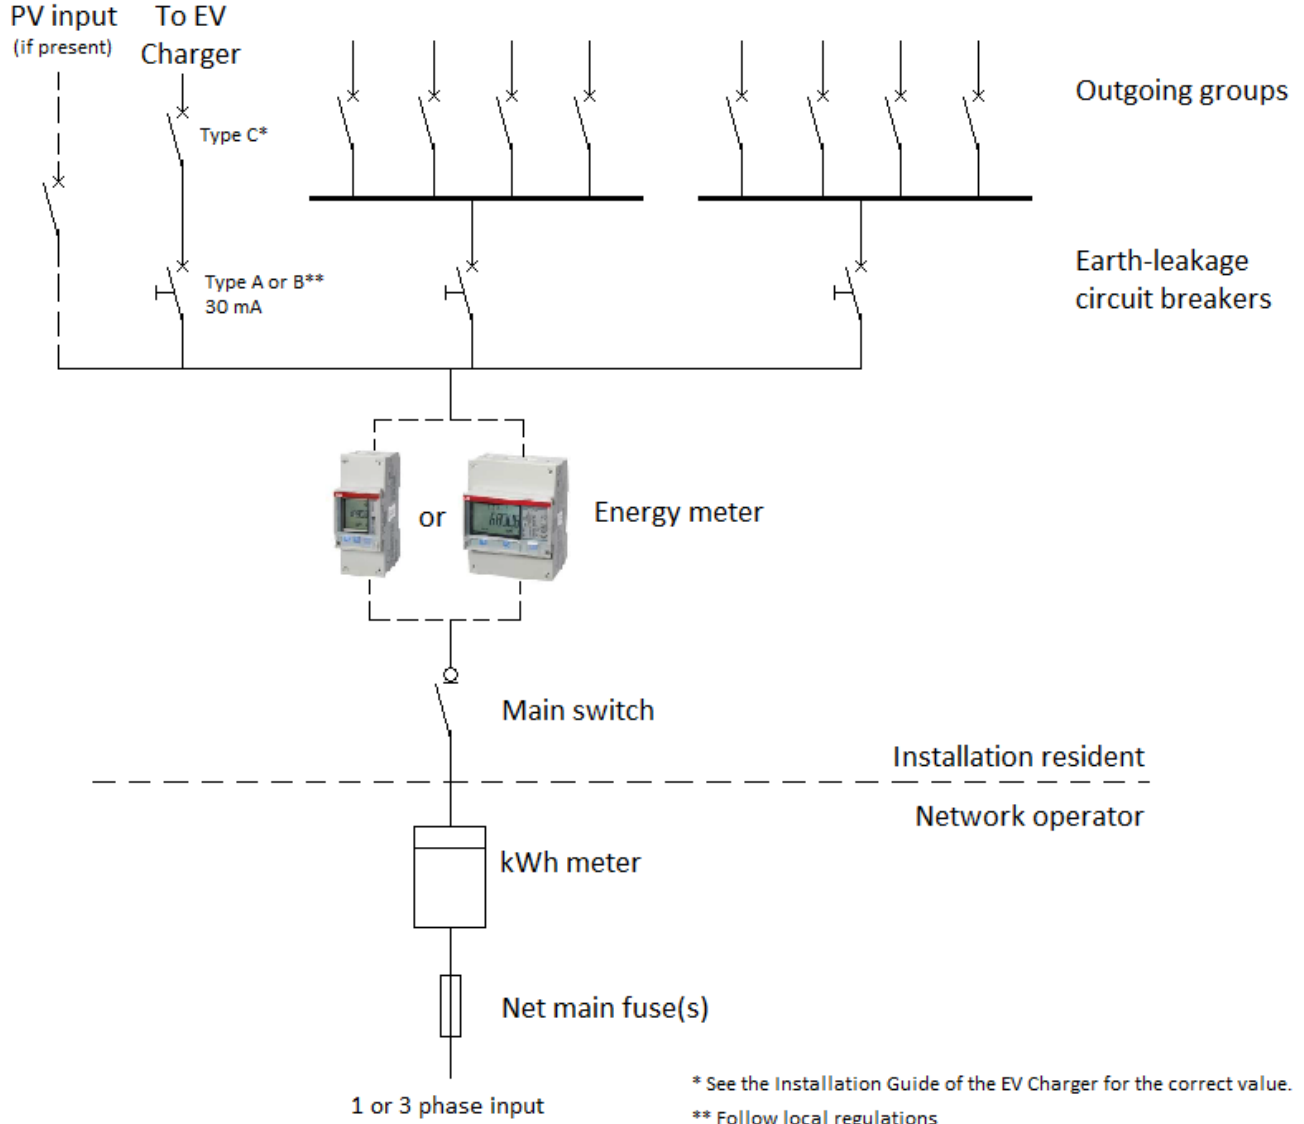 PV input
(if present)
To EV
Charger
Type C*
Outgoing groups
Type A or B**
30 mA
Earth-leakage
circuit breakers
or
Energy meter
Main switch
Installation resident
Network operator
kWh meter
Net main fuse(s)
1 or 3 phase input
* See the Installation Guide of the EV Charger for the correct value.
** Follow local regulations